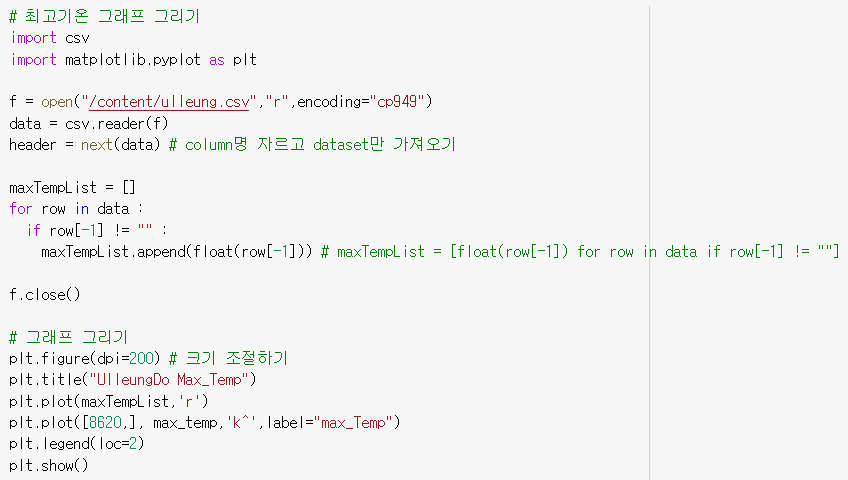 # 최고기온 그래프 그리기
import csv
import matplotlib.pyplot as plt
f = open("/content/ulleung.csv","r",encoding="cp949")
data = csv.reader(f)
header = next(data) # column명 자르고 dataset만 가져오기
maxTempList = []
for row in data :
if row[-1] != "" :
maxTempList.append(float(row[-1])) # maxTempList = [float(row[-1]) for row in data if row[-1] != ""]
f.close()
# 그래프 그리기
plt.figure(dpi=200) # 크기 조절하기
plt.title("UlleungDo Max_Temp")
plt.plot(maxTempList,'r')
plt.plot([8620,], max_temp,'k^',label="max_Temp")
plt.legend(loc=2)
plt.show()